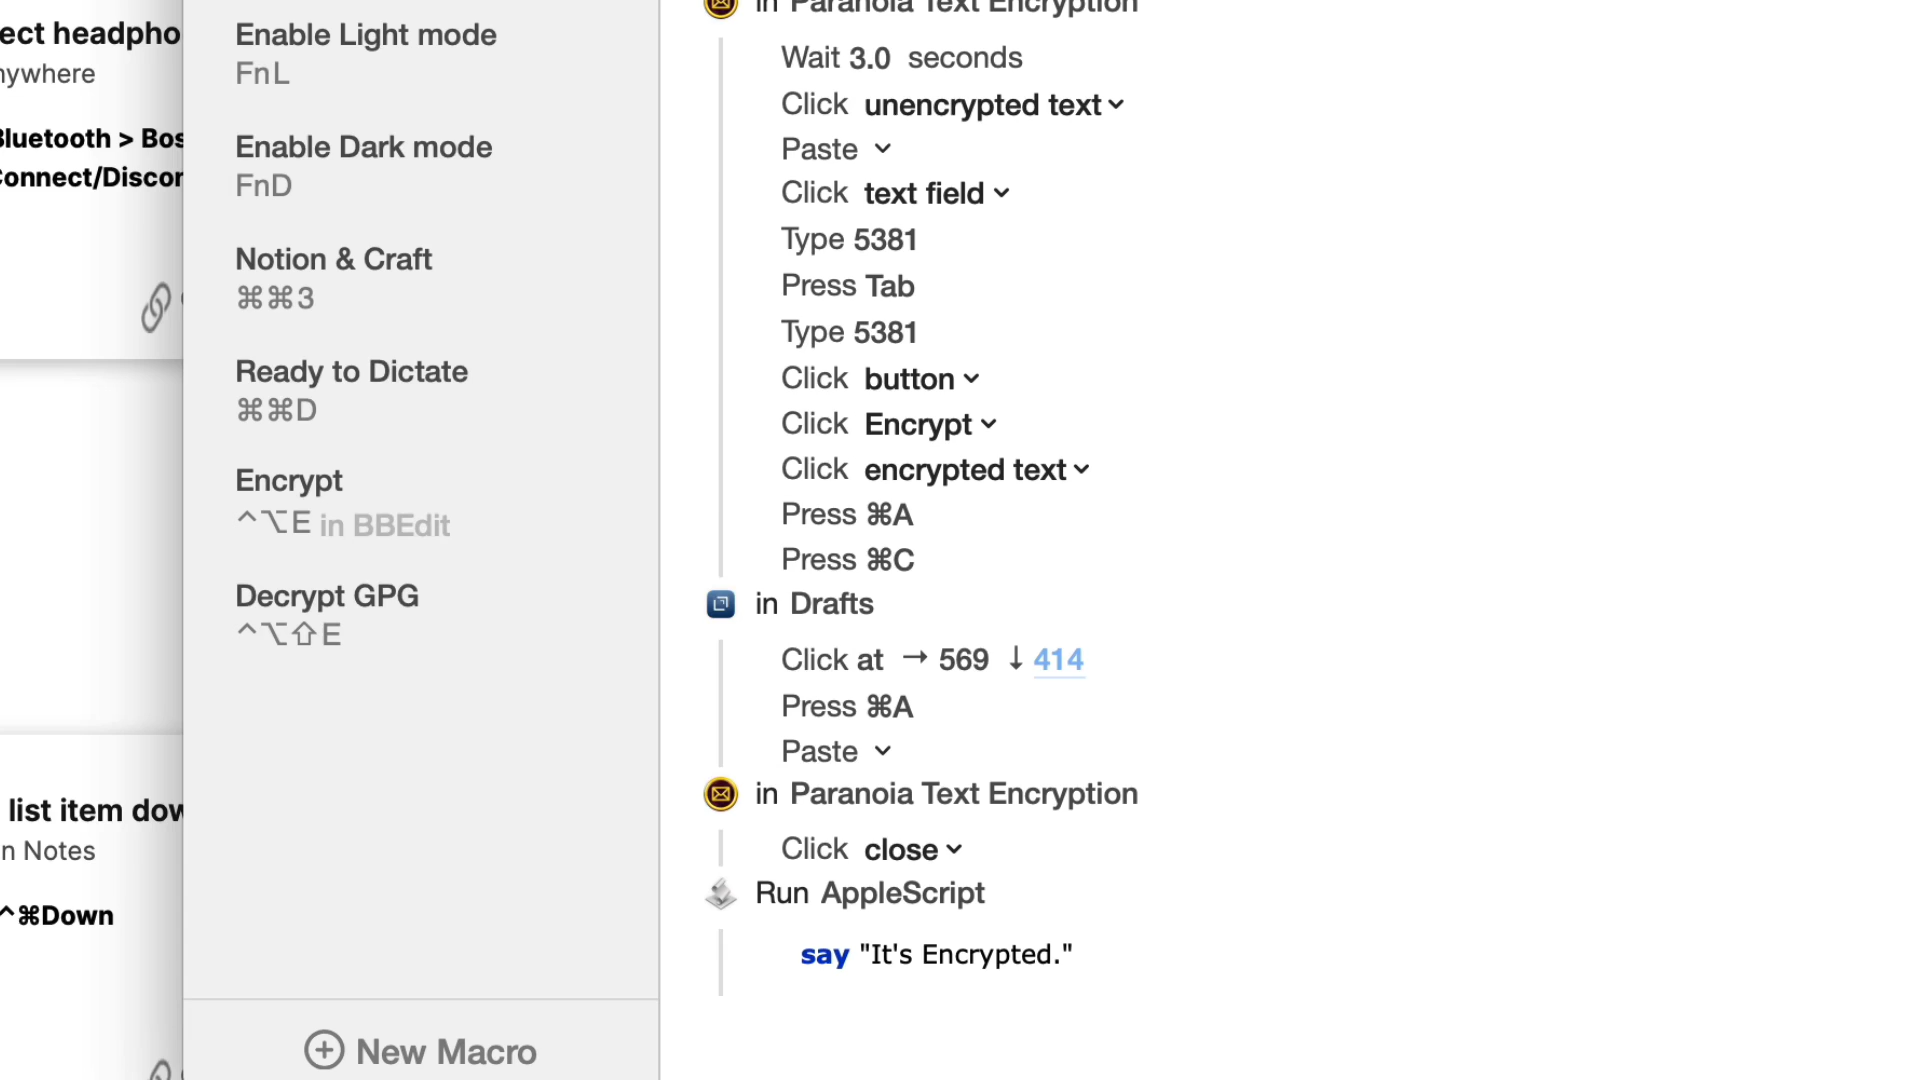 ect headpho
nywhere
Bluetooth > Bos
Connect/Discon
list item dow
n Notes
^⌘Down
Enable Light mode
FnL
Enable Dark mode
FnD
Notion & Craft
⌘⌘3
Ready to Dictate
⌘⌘D
Encrypt
^⌥E in BBEdit
Decrypt GPG
^⌥⇧E
New Macro
in Paranoia Text Encryption
Wait 3.0 seconds
Click unencrypted text
Paste
Click text field
Type 5381
Press Tab
Type 5381
Click button
Click Encrypt
Click encrypted text
Press ⌘A
Press ⌘C
in Drafts
Click at → 569 ↓ 414
Press ⌘A
Paste
in Paranoia Text Encryption
Click close
Run AppleScript
say "It's Encrypted."